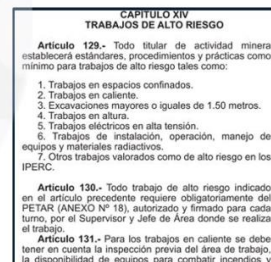 CAPÍTULO XIV
TRABAJOS DE ALTO RIESGO
Artículo 129.- Todo titular de actividad minera
establecerá estándares, procedimientos y prácticas como
mínimo para trabajos de alto riesgo tales como:
1. Trabajos en espacios confinados.
2. Trabajos en caliente.
3. Excavaciones mayores o iguales de 1.50 metros.
4. Trabajos en altura.
5. Trabajos eléctricos en alta tensión.
6. Trabajos de instalación, operación, manejo de
equipos y materiales radiactivos.
7. Otros trabajos valorados como de alto riesgo en los
IPERC.
Artículo 130.- Todo trabajo de alto riesgo indicado
en el artículo precedente requiere obligatoriamente del
PETAR (ANEXO Nº 18), autorizado y firmado para cada
turno, por el Supervisor y Jefe de Área donde se realiza
el trabajo.
Artículo 131.- Para los trabajos en caliente se debe
tener en cuenta la inspección previa del área de trabajo,
la disponibilidad de equipos para combatir incendios y